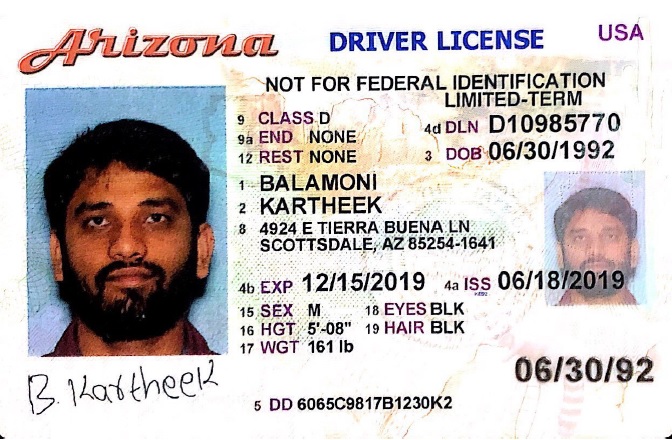 Arizona DRIVER LICENSE USA
NOT FOR FEDERAL IDENTIFICATION
LIMITED-TERM
9 CLASS D 4d DLN D10985770
9a END NONE
12 REST NONE 3 DOB 06/30/1992
1 BALAMONI
2 KARTHEEK
8 4924 E TIERRA BUENA LN
SCOTTSDALE, AZ 85254-1641
4b EXP 12/15/2019 4a ISS 06/18/2019
15 SEX M 18 EYES BLK
16 HGT 5'-08" 19 HAIR BLK
17 WGT 161 lb
06/30/92
B. Kartheek
5 DD 6065C9817B1230K2